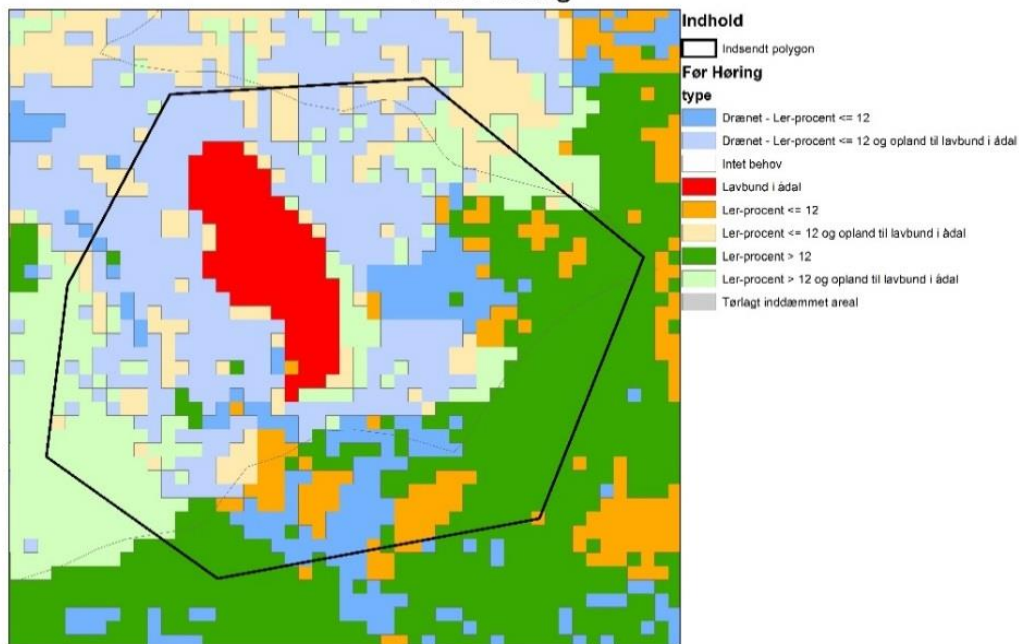 Indhold
Indsendt polygon
Før Høring
type
Drænet - Ler-procent <= 12
Drænet - Ler-procent <= 12 og opland til lavbund i ådal
Intet behov
Lavbund i ådal
Ler-procent <= 12
Ler-procent <= 12 og opland til lavbund i ådal
Ler-procent > 12
Ler-procent > 12 og opland til lavbund i ådal
Tørlagt inddæmmet areal